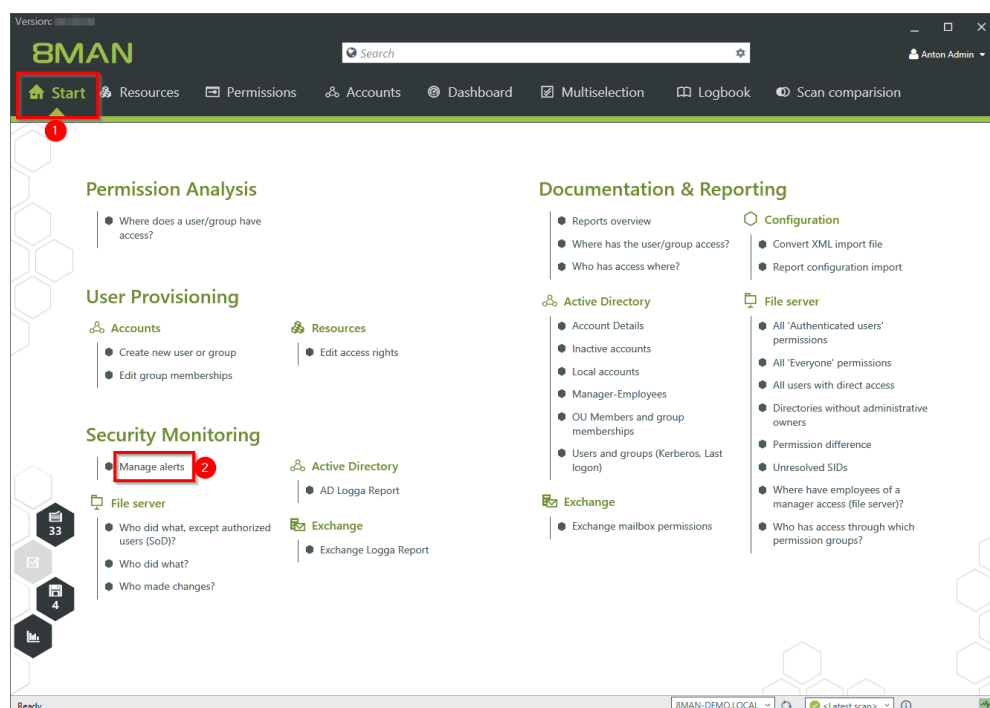 Version:
8MAN
Search
Anton Admin
Start
Resources
Permissions
Accounts
Dashboard
Multiselection
Logbook
Scan comparision
1
Permission Analysis
Where does a user/group have
access?
User Provisioning
Accounts
Create new user or group
Edit group memberships
Resources
Edit access rights
Security Monitoring
Manage alerts
2
File server
Who did what, except authorized
users (SoD)?
Who did what?
Who made changes?
Active Directory
AD Logga Report
Exchange
Exchange Logga Report
Documentation & Reporting
Reports overview
Where has the user/group access?
Who has access where?
Active Directory
Account Details
Inactive accounts
Local accounts
Manager-Employees
OU Members and group
memberships
Users and groups (Kerberos, Last
logon)
Exchange
Exchange mailbox permissions
Configuration
Convert XML import file
Report configuration import
File server
All 'Authenticated users'
permissions
All 'Everyone' permissions
All users with direct access
Directories without administrative
owners
Permission difference
Unresolved SIDs
Where have employees of a
manager access (file server)?
Who has access through which
permission groups?
33
4
Ready
8MAN-DEMO.LOCAL
<Latest scan>